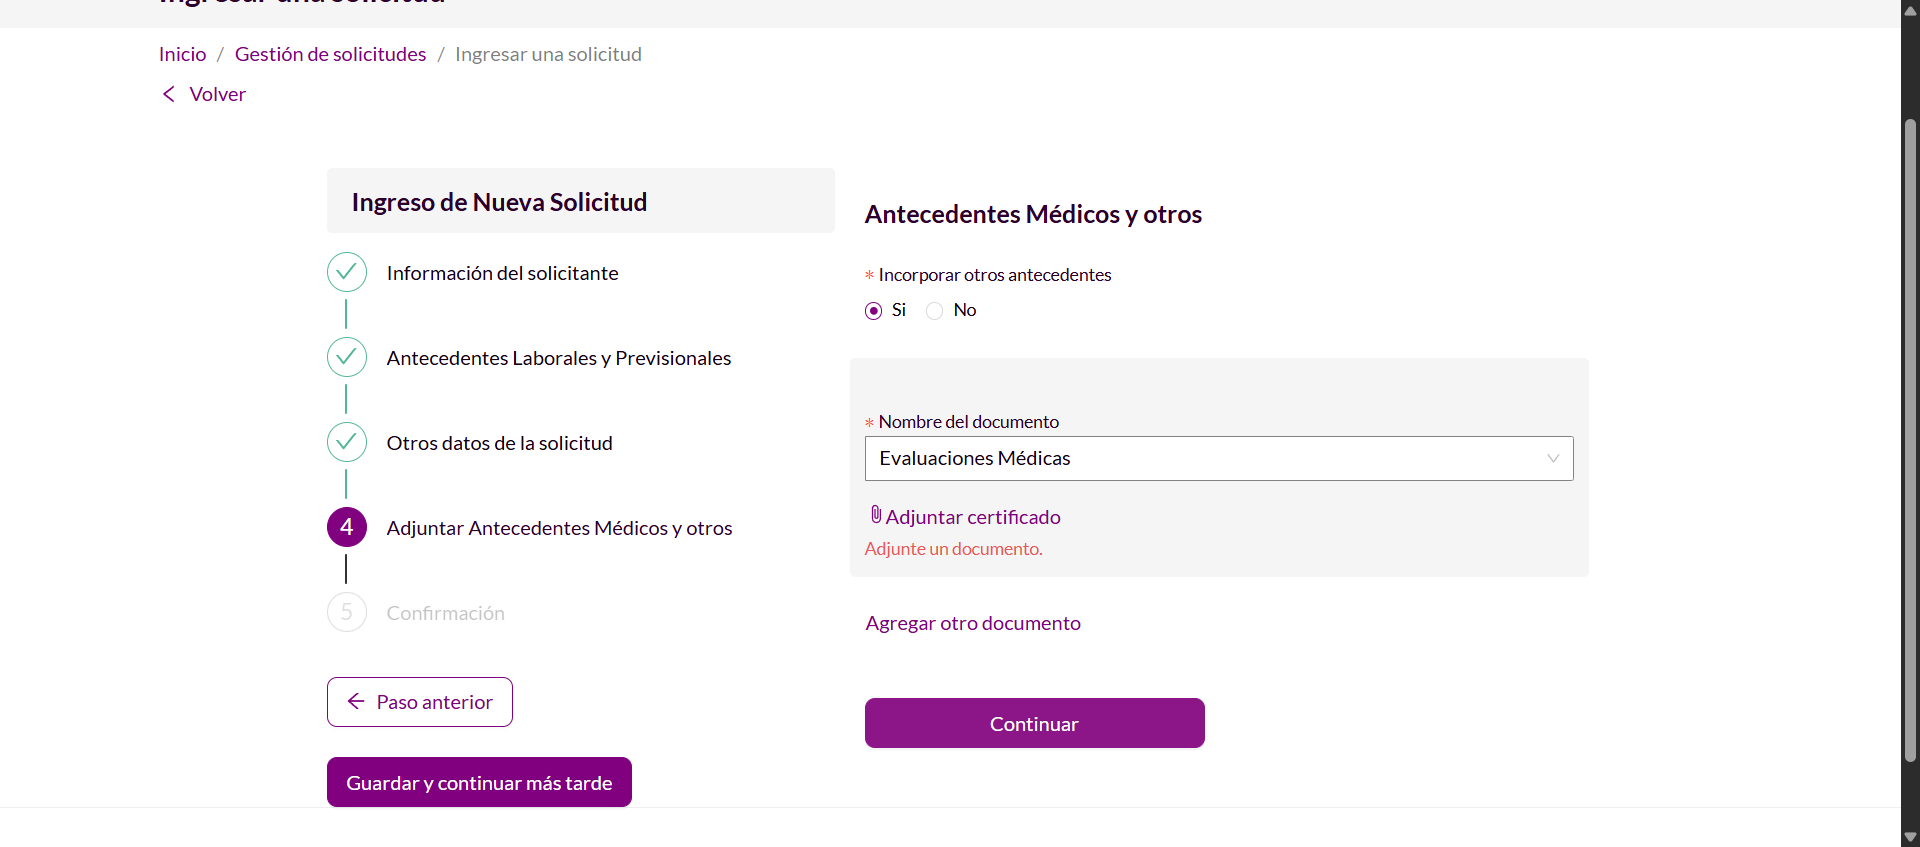 Ingresar una solicitud
Inicio / Gestión de solicitudes / Ingresar una solicitud
Volver
Ingreso de Nueva Solicitud
Información del solicitante
Antecedentes Laborales y Previsionales
Otros datos de la solicitud
4 Adjuntar Antecedentes Médicos y otros
5 Confirmación
Paso anterior
Guardar y continuar más tarde
Antecedentes Médicos y otros
* Incorporar otros antecedentes
Si No
* Nombre del documento
Evaluaciones Médicas
Adjuntar certificado
Adjunte un documento.
Agregar otro documento
Continuar